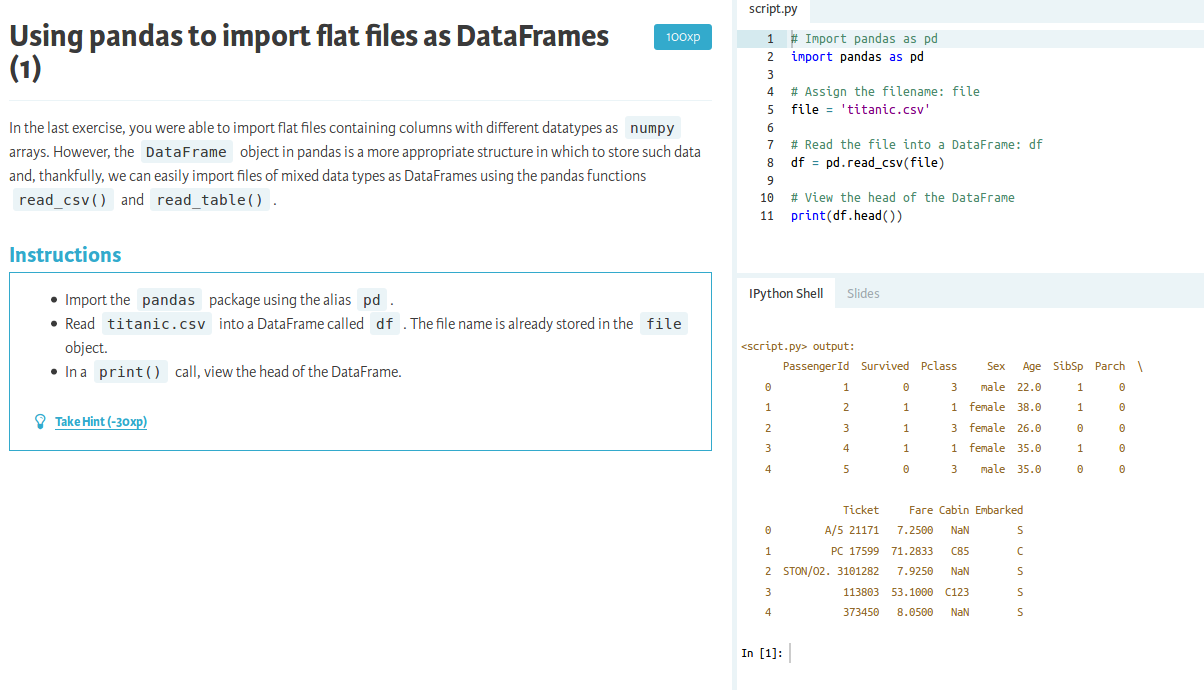 Using pandas to import flat files as DataFrames
(1)
100xp
In the last exercise, you were able to import flat files containing columns with different datatypes as numpy
arrays. However, the DataFrame object in pandas is a more appropriate structure in which to store such data
and, thankfully, we can easily import files of mixed data types as DataFrames using the pandas functions
read_csv() and read_table() .
Instructions
• Import the pandas package using the alias pd .
• Read titanic.csv into a DataFrame called df . The file name is already stored in the file
object.
• In a print() call, view the head of the DataFrame.
Take Hint (-30xp)
script.py
1 # Import pandas as pd
2 import pandas as pd
3
4 # Assign the filename: file
5 file = 'titanic.csv'
6
7 # Read the file into a DataFrame: df
8 df = pd.read_csv(file)
9
10 # View the head of the DataFrame
11 print(df.head())
IPython Shell Slides
<script.py> output:
PassengerId Survived Pclass Sex Age SibSp Parch \
0 1 0 3 male 22.0 1 0
1 2 1 1 female 38.0 1 0
2 3 1 3 female 26.0 0 0
3 4 1 1 female 35.0 1 0
4 5 0 3 male 35.0 0 0
Ticket Fare Cabin Embarked
0 A/5 21171 7.2500 NaN S
1 PC 17599 71.2833 C85 C
2 STON/O2. 3101282 7.9250 NaN S
3 113803 53.1000 C123 S
4 373450 8.0500 NaN S
In [1]: